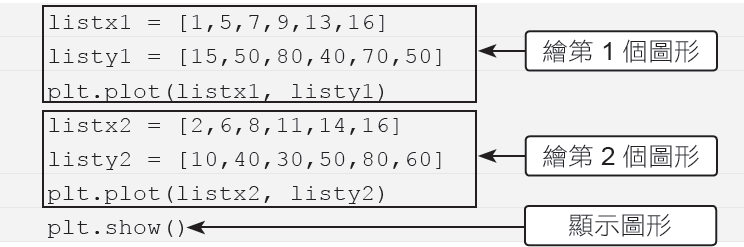 listx1 = [1,5,7,9,13,16]
listy1 = [15,50,80,40,70,50]
繪第 1 個圖形
plt.plot(listx1, listy1)
listx2 = [2,6,8,11,14,16]
listy2 = [10,40,30,50,80,60]
繪第 2 個圖形
plt.plot(listx2, listy2)
plt.show()
顯示圖形